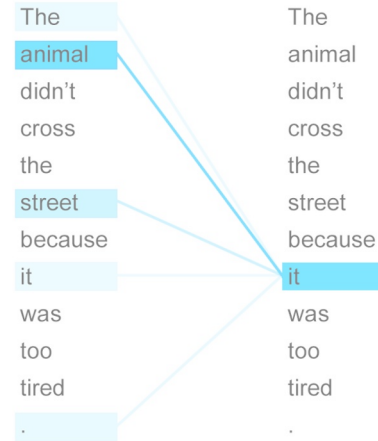 The The
animal animal
didn’t didn’t
cross cross
the the
street street
because because
it it
was was
too too
tired tired
. .